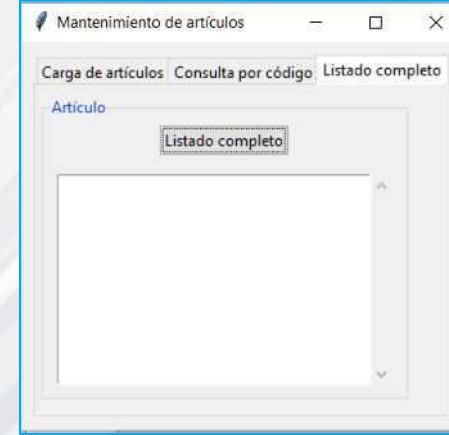 Mantenimiento de artículos
Carga de artículos Consulta por código Listado completo
Artículo
Listado completo